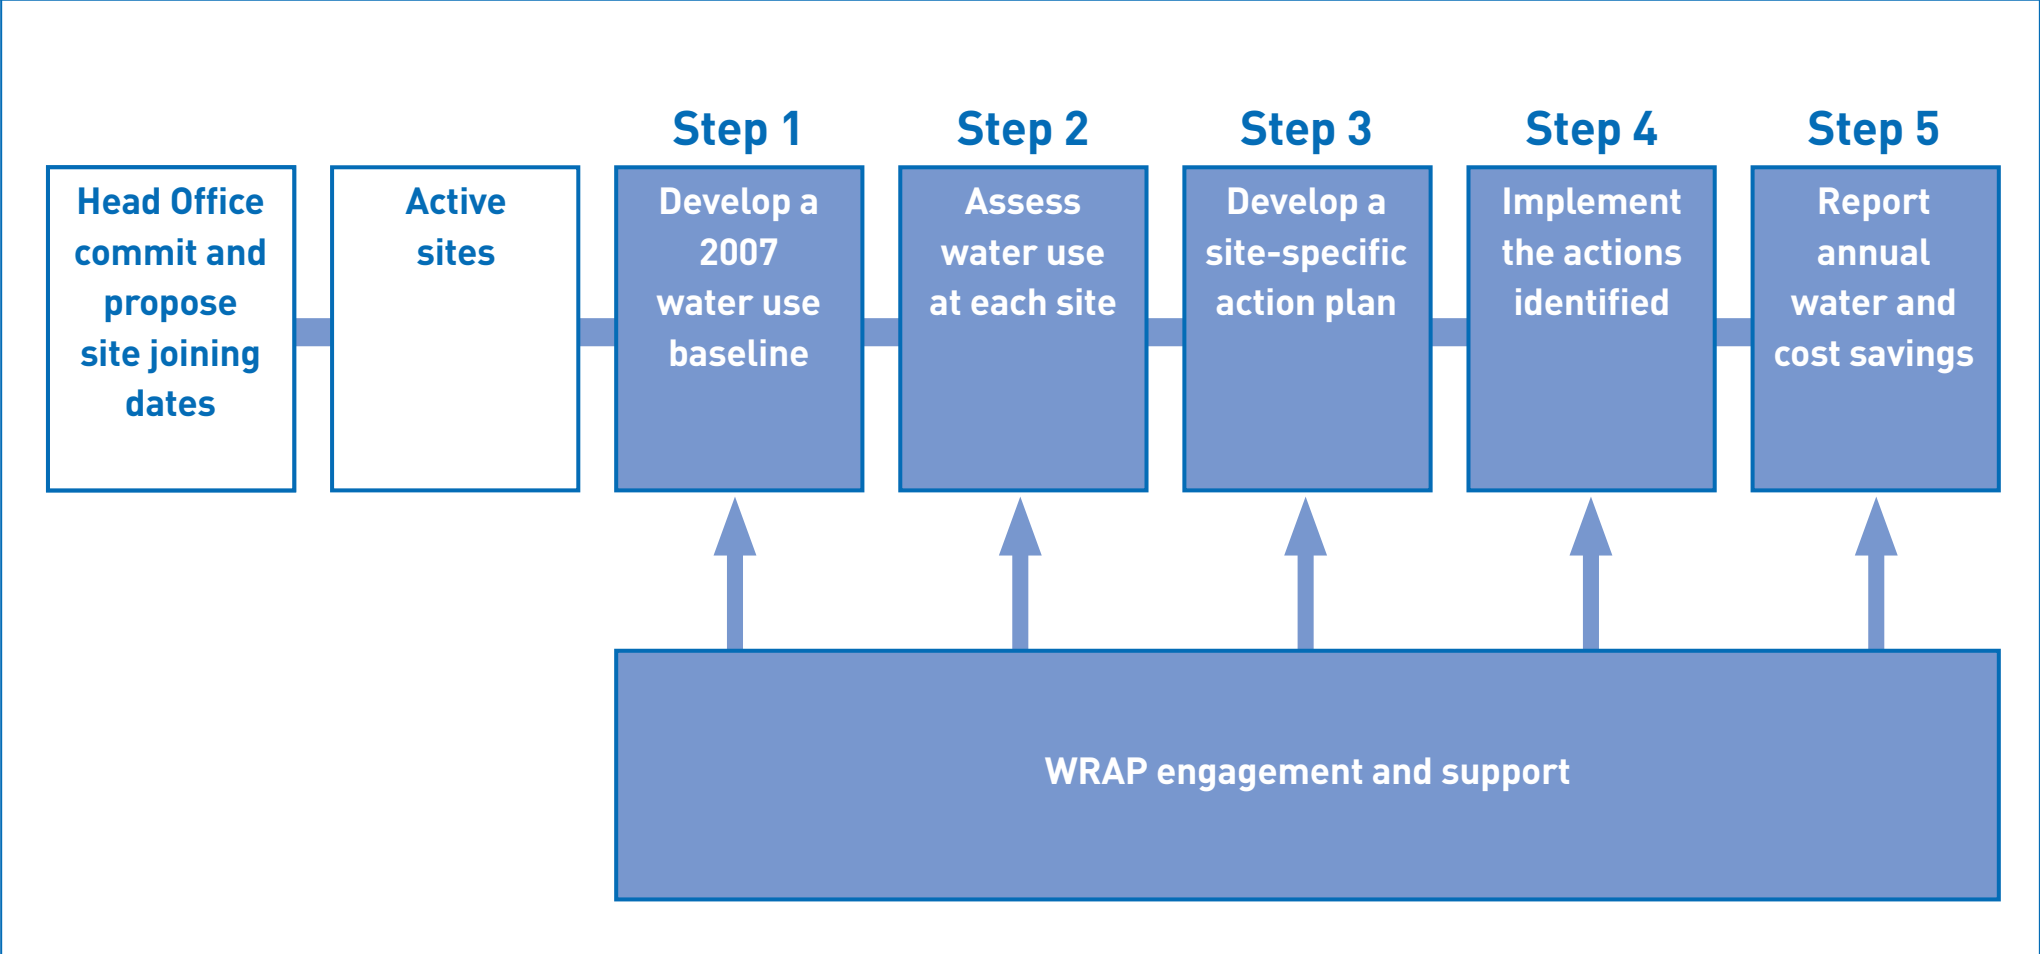 Head Office
commit and
propose
site joining
dates
Active
sites
Step 1
Develop a
2007
water use
baseline
Step 2
Assess
water use
at each site
Step 3
Develop a
site-specific
action plan
Step 4
Implement
the actions
identified
Step 5
Report
annual
water and
cost savings
WRAP engagement and support